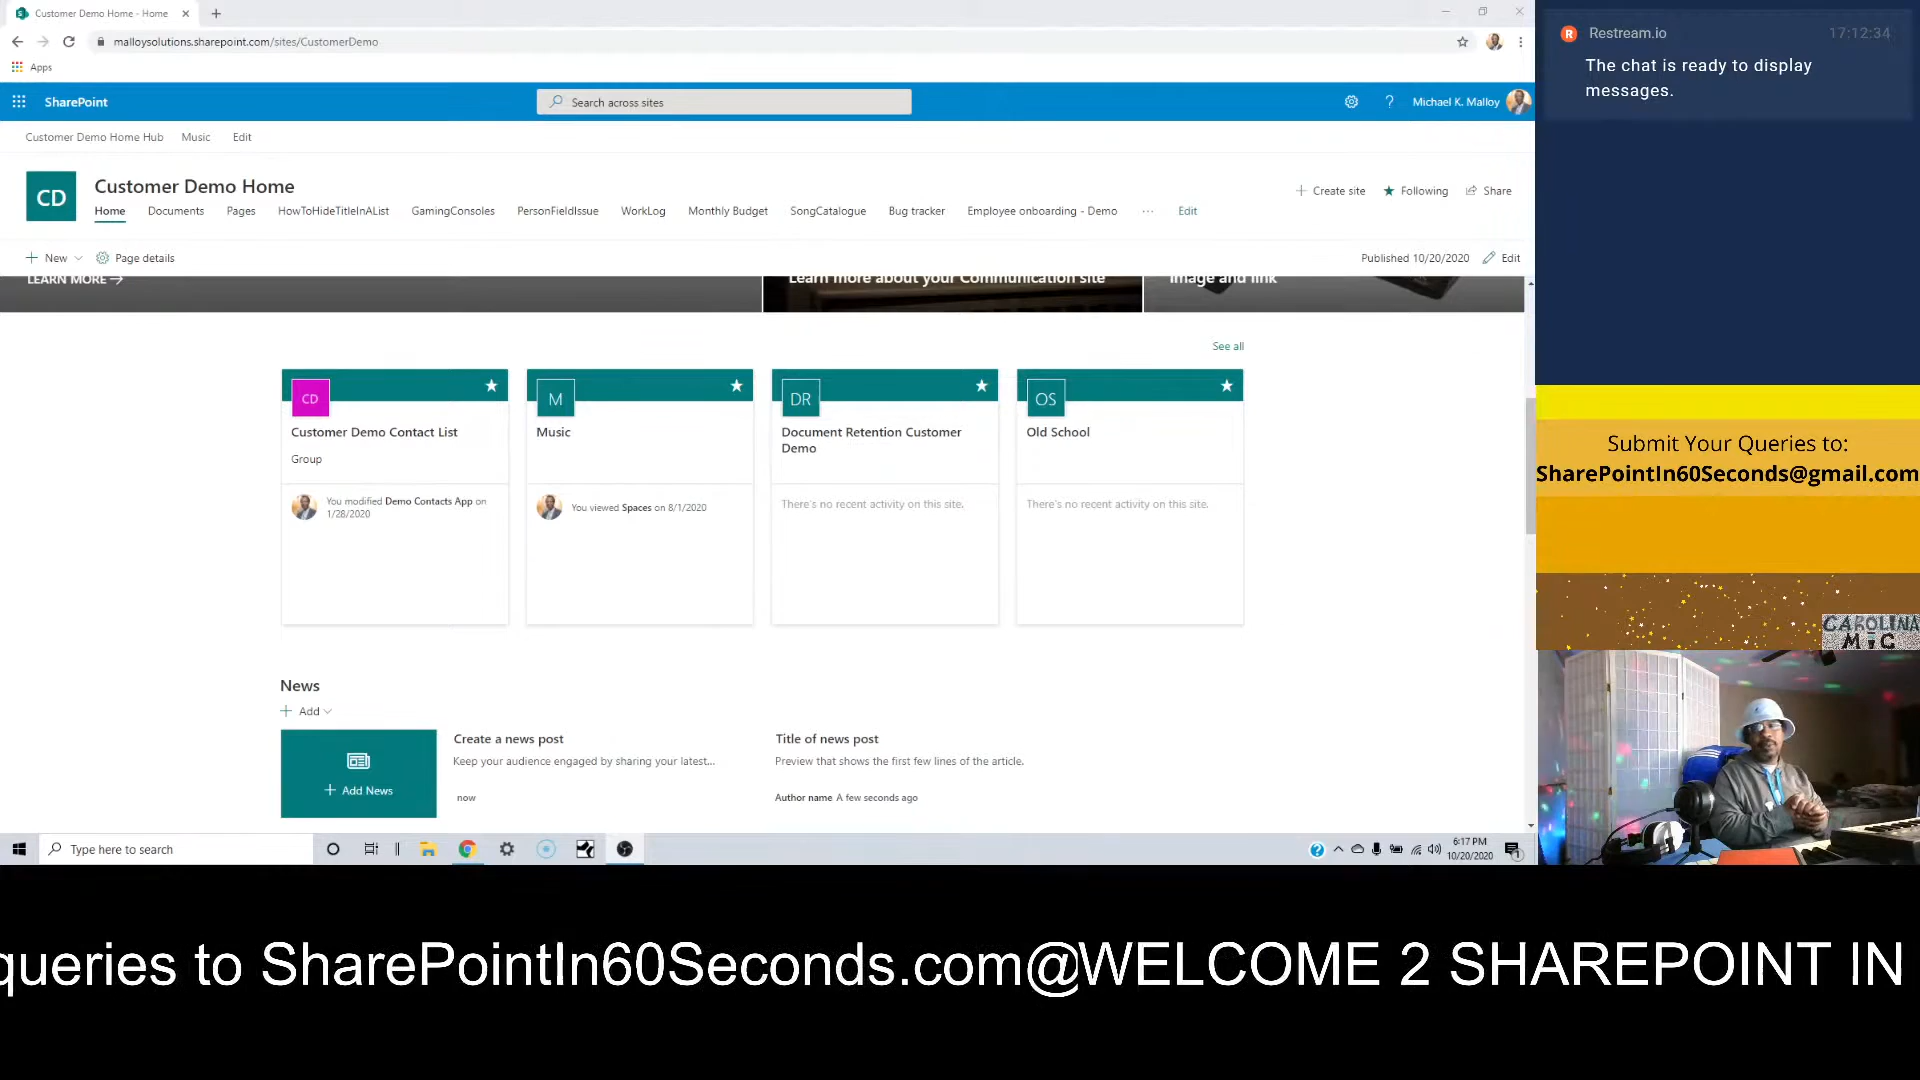 Customer Demo Home - Home
malloysolutions.sharepoint.com/sites/CustomerDemo
Apps
SharePoint
Search across sites
Michael K. Malloy
Customer Demo Home Hub Music Edit
CD
Customer Demo Home
Create site Following Share
Home Documents Pages HowToHideTitleInAList GamingConsoles PersonFieldIssue WorkLog Monthly Budget SongCatalogue Bug tracker Employee onboarding - Demo ... Edit
+ New Page details
Published 10/20/2020 Edit
LEARN MORE →
Learn more about your Communication site
Image and link
See all
CD
Customer Demo Contact List
Group
You modified Demo Contacts App on
1/28/2020
M
Music
You viewed Spaces on 8/1/2020
DR
Document Retention Customer
Demo
There's no recent activity on this site.
OS
Old School
There's no recent activity on this site.
News
+ Add
+ Add News
Create a news post
Keep your audience engaged by sharing your latest...
now
Title of news post
Preview that shows the first few lines of the article.
Author name A few seconds ago
Type here to search
6:17 PM
10/20/2020
1
R Restream.io 17:12:34
The chat is ready to display
messages.
Submit Your Queries to:
SharePointIn60Seconds@gmail.com
CAROLINA
MIC
queries to SharePointIn60Seconds.com@WELCOME 2 SHAREPOINT IN